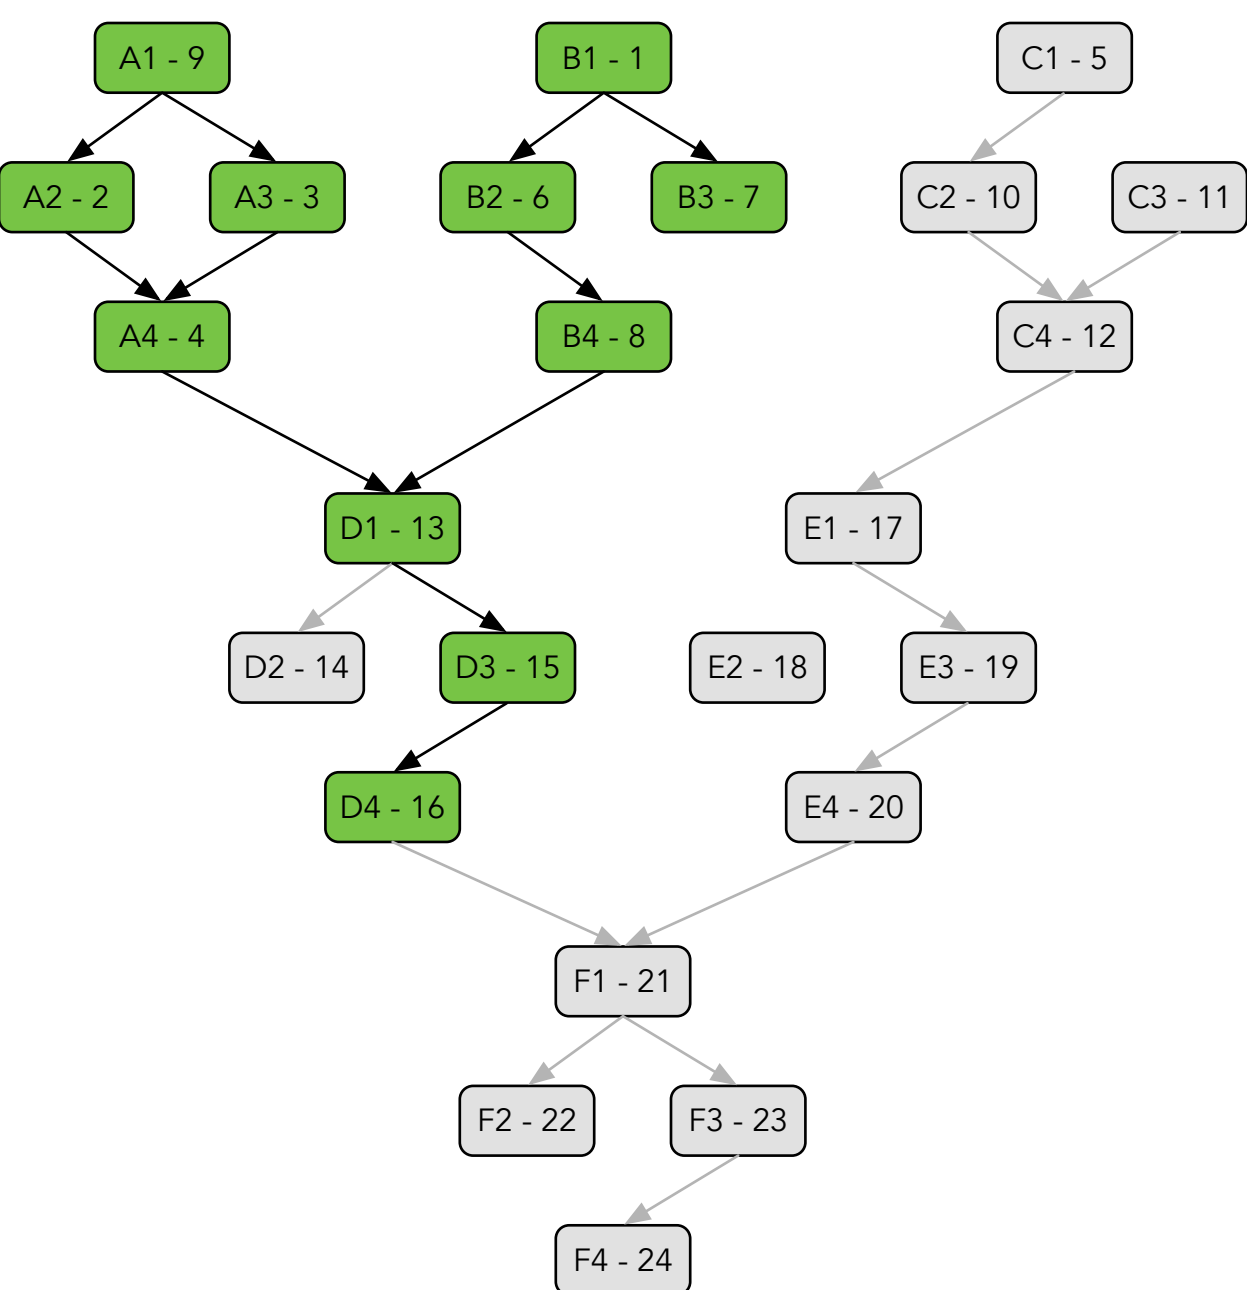 A1 - 9
B1 - 1
C1 - 5
A2 - 2
A3 - 3
B2 - 6
B3 - 7
C2 - 10
C3 - 11
A4 - 4
B4 - 8
C4 - 12
D1 - 13
E1 - 17
D2 - 14
D3 - 15
E2 - 18
E3 - 19
D4 - 16
E4 - 20
F1 - 21
F2 - 22
F3 - 23
F4 - 24